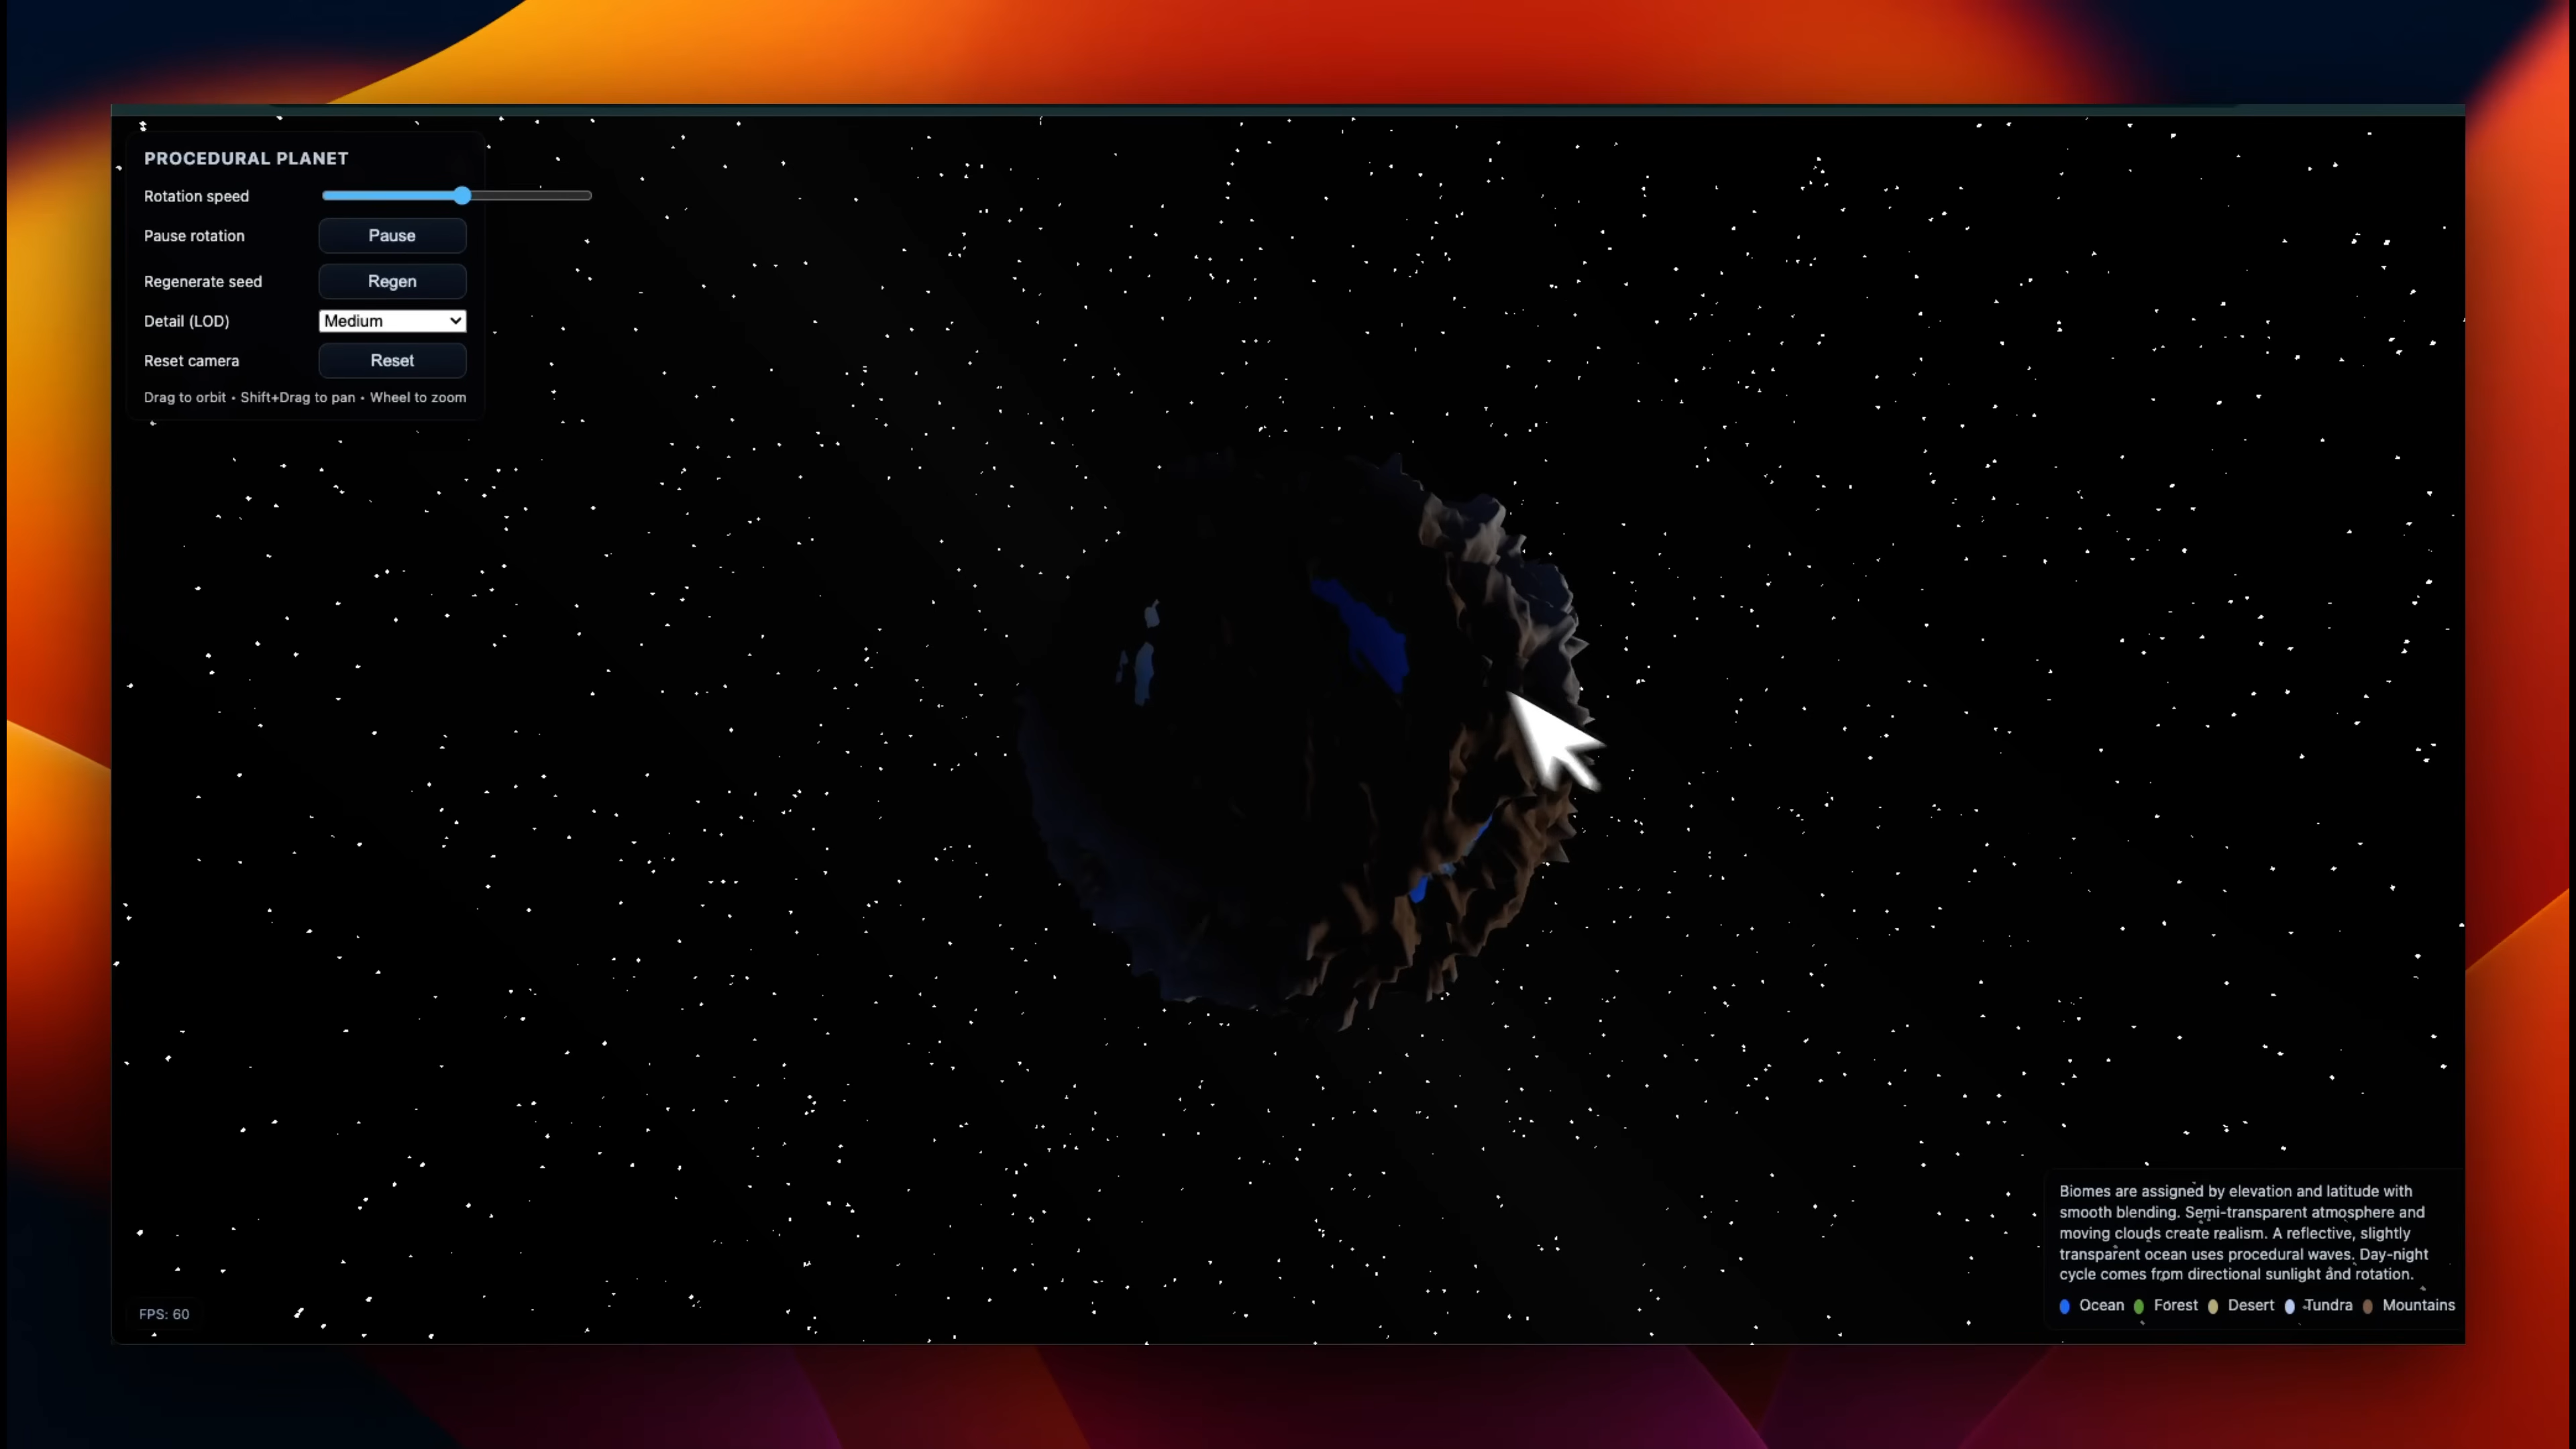 PROCEDURAL PLANET
Rotation speed
Pause rotation Pause
Regenerate seed Regen
Detail (LOD) Medium
Reset camera Reset
Drag to orbit • Shift+Drag to pan • Wheel to zoom
Biomes are assigned by elevation and latitude with
smooth blending. Semi-transparent atmosphere and
moving clouds create realism. A reflective, slightly
transparent ocean uses procedural waves. Day-night
cycle comes from directional sunlight and rotation.
Ocean Forest Desert Tundra Mountains
FPS: 60